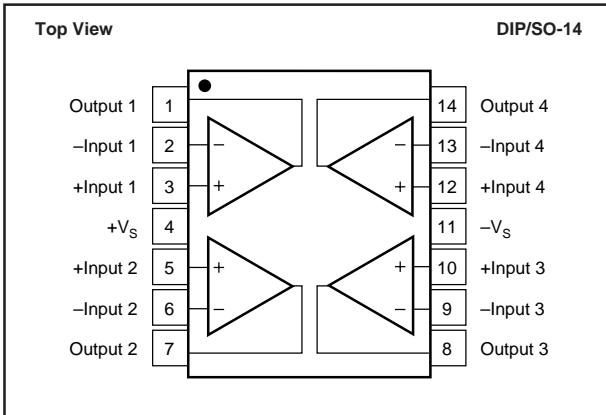 Top View DIP/SO-14
Output 1 1 14 Output 4
–Input 1 2 – – 13 –Input 4
+Input 1 3 + + 12 +Input 4
+VS 4 11 –VS
+Input 2 5 + + 10 +Input 3
–Input 2 6 – – 9 –Input 3
Output 2 7 8 Output 3